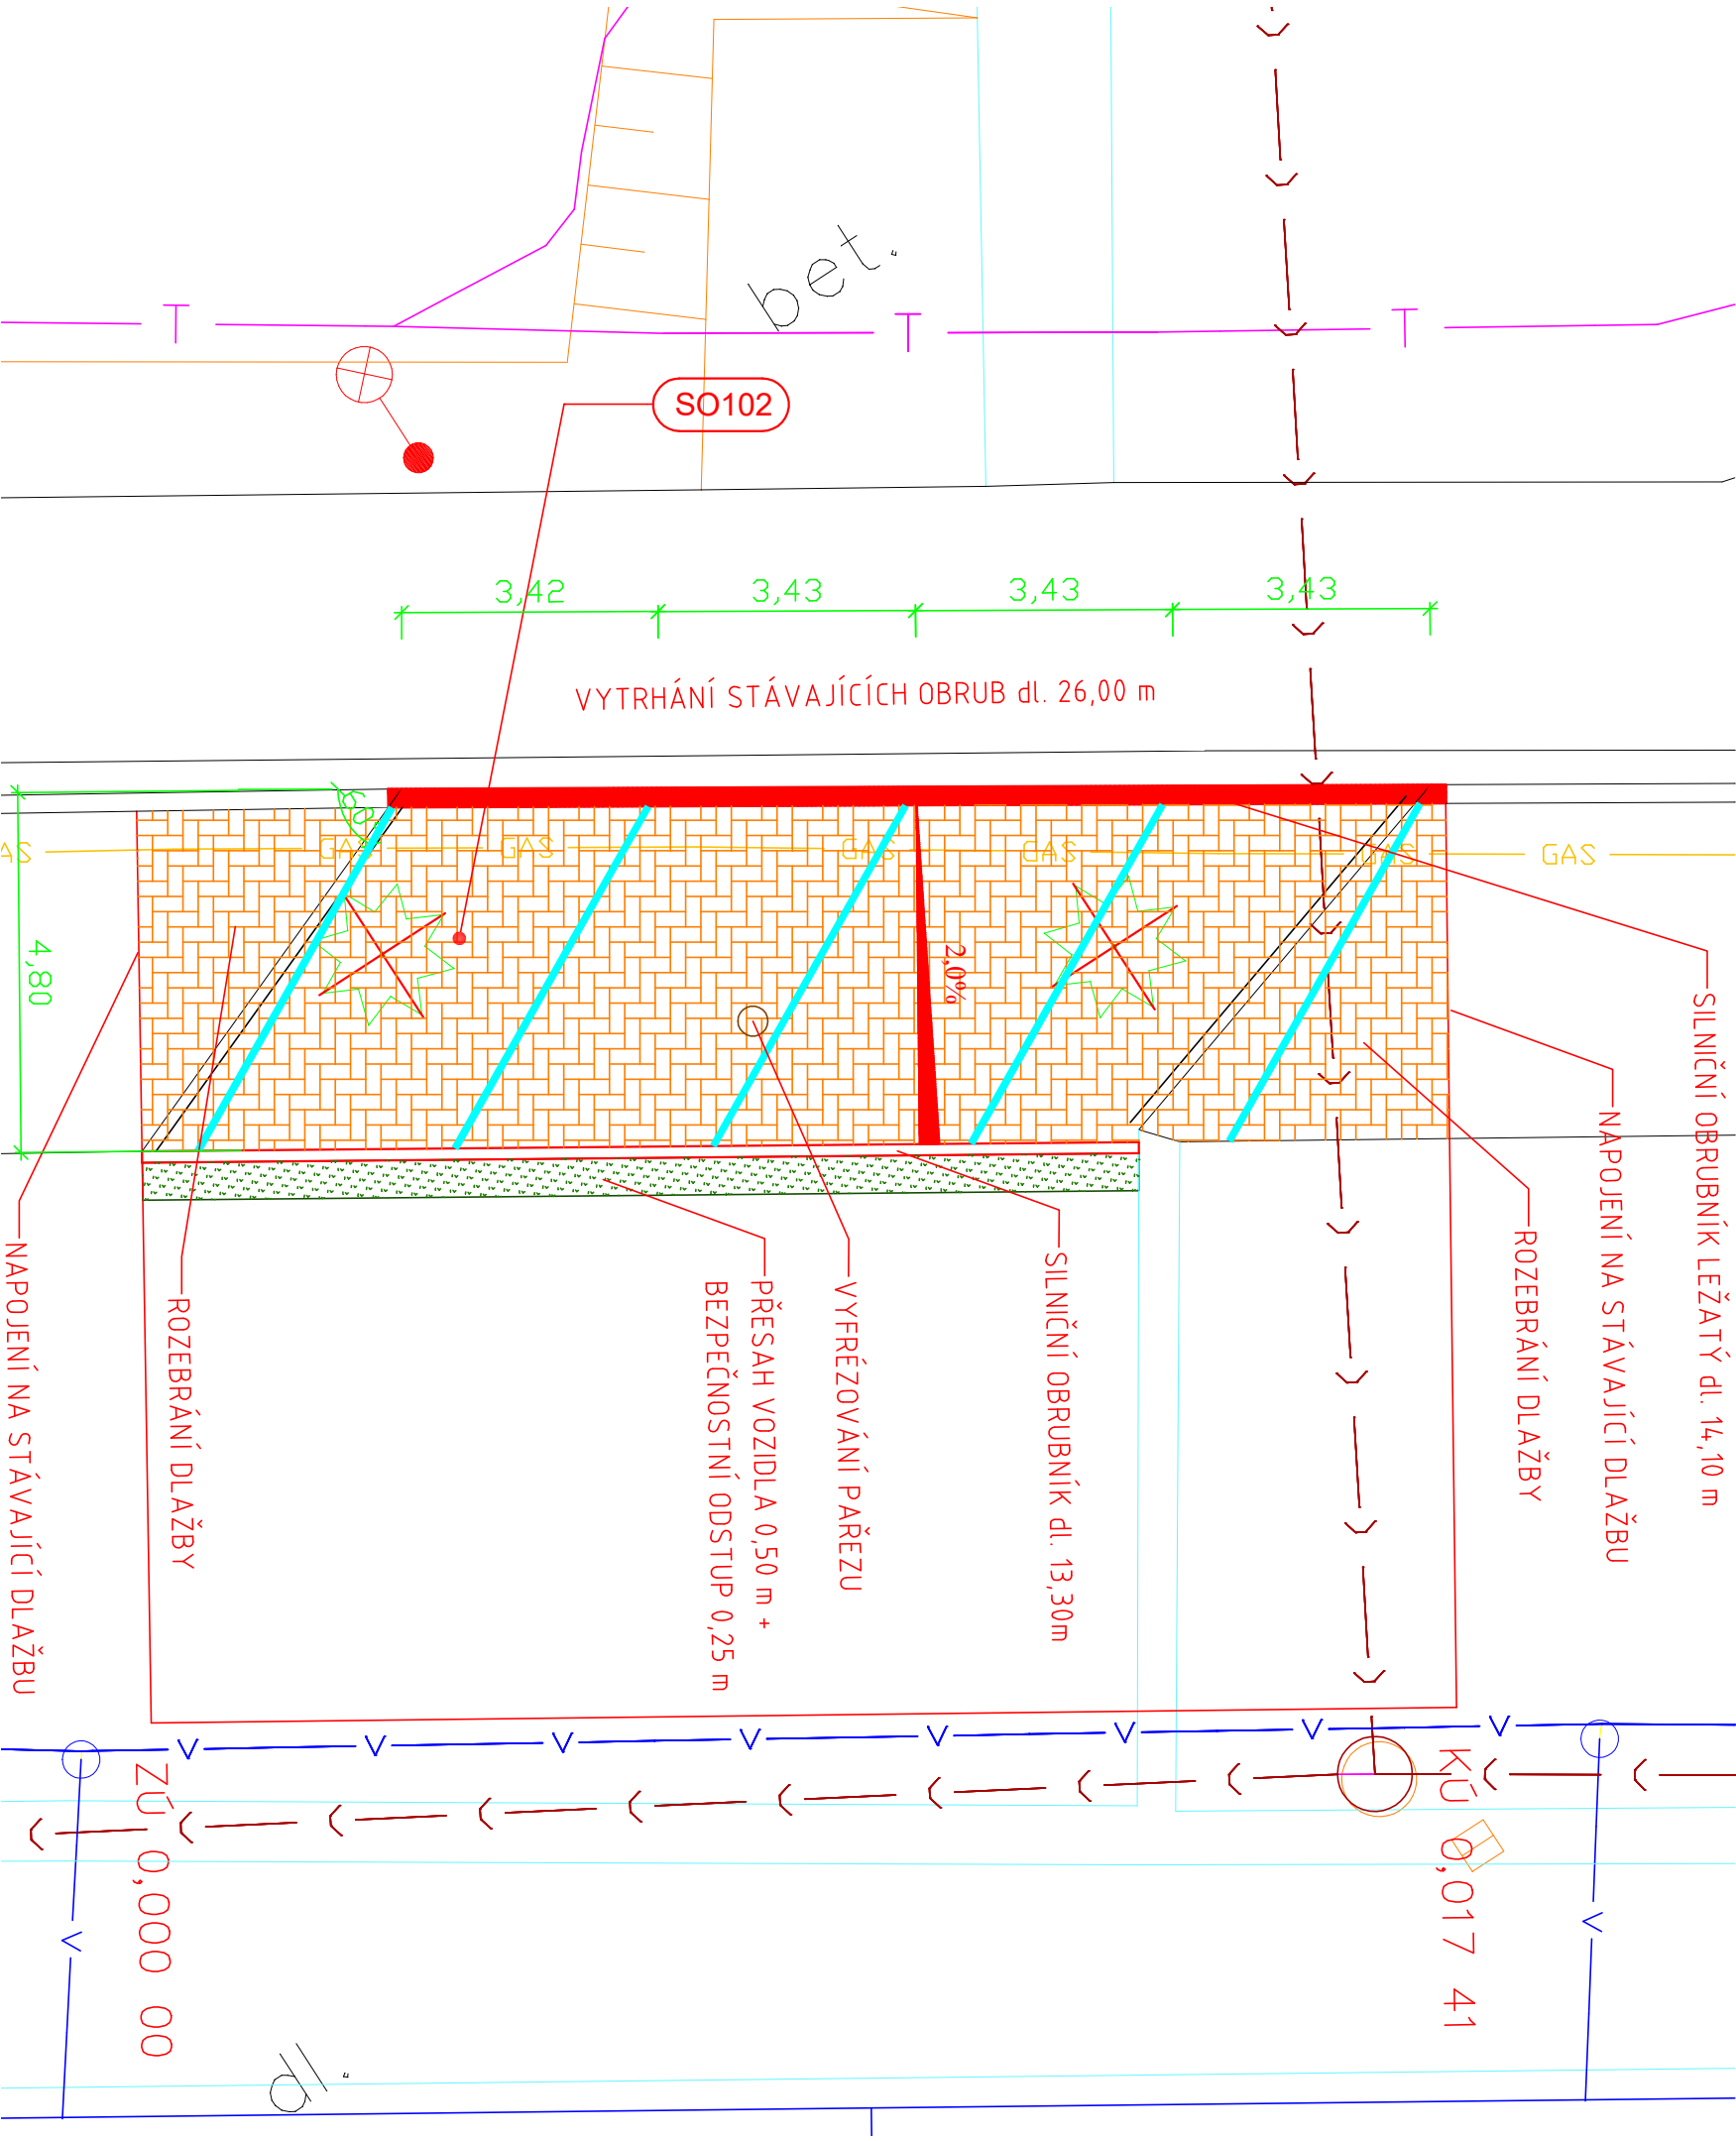 bet.
T
T
T
SO102
3,42
3,43
3,43
3,43
VYTRHÁNÍ STÁVAJÍCÍCH OBRUB dl. 26,00 m
GAS
GAS
GAS
GAS
GAS
GAS
4,80
2,0%
SILNIČNÍ OBRUBNÍK LEŽATÝ dl. 14,10 m
NAPOJENÍ NA STÁVAJÍCÍ DLAŽBU
ROZEBRÁNÍ DLAŽBY
SILNIČNÍ OBRUBNÍK dl. 13,30m
VYFRÉZOVÁNÍ PAŘEZU
PŘESAH VOZIDLA 0,50 m +
BEZPEČNOSTNÍ ODSTUP 0,25 m
ROZEBRÁNÍ DLAŽBY
NAPOJENÍ NA STÁVAJÍCÍ DLAŽBU
V V V V V V V V
ZÚ 0,000 00
KÚ 0,017 41
V
V
dl.